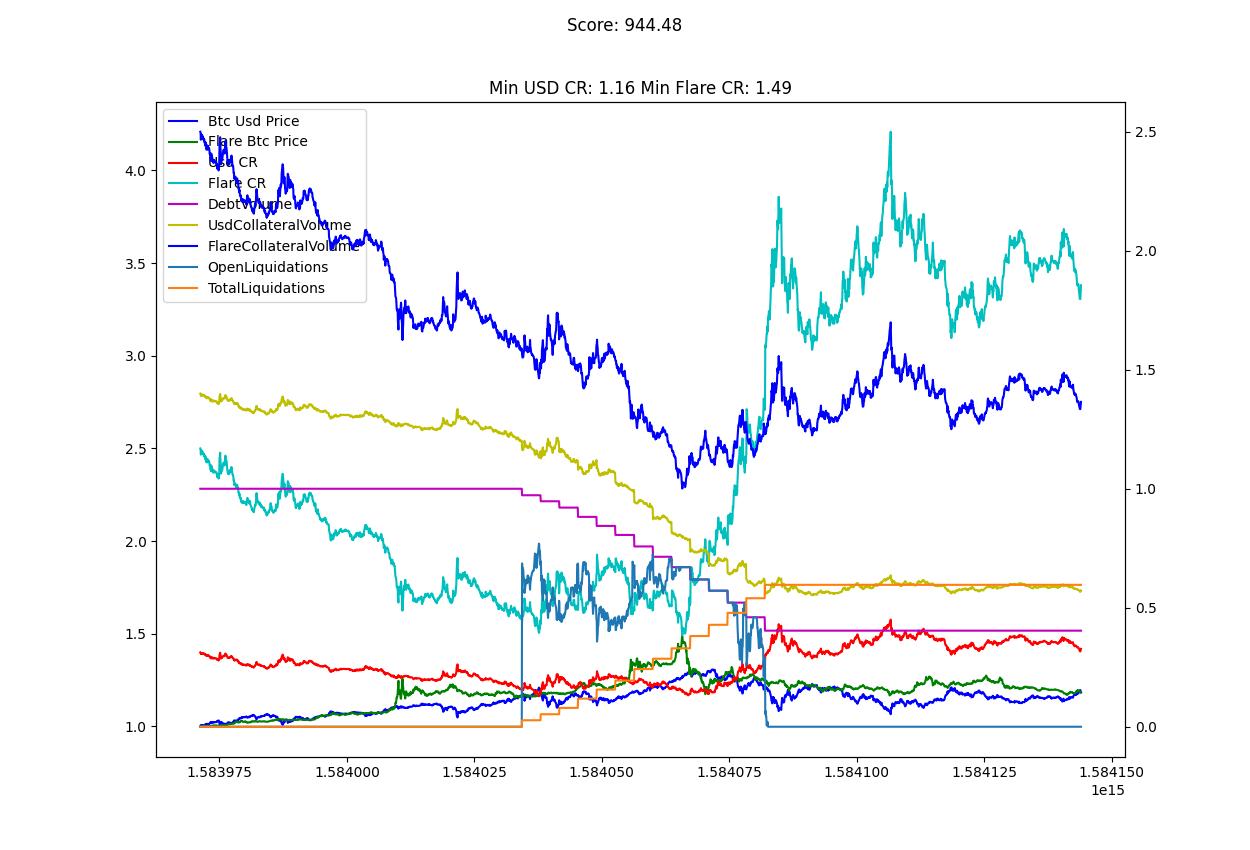 Score: 944.48
Min USD CR: 1.16 Min Flare CR: 1.49
Btc Usd Price
Flare Btc Price
Usd CR
Flare CR
DebtVolume
UsdCollateralVolume
FlareCollateralVolume
OpenLiquidations
TotalLiquidations
4.0
3.5
3.0
2.5
2.0
1.5
1.0
2.5
2.0
1.5
1.0
0.5
0.0
1.583975 1.584000 1.584025 1.584050 1.584075 1.584100 1.584125 1.584150
1e15